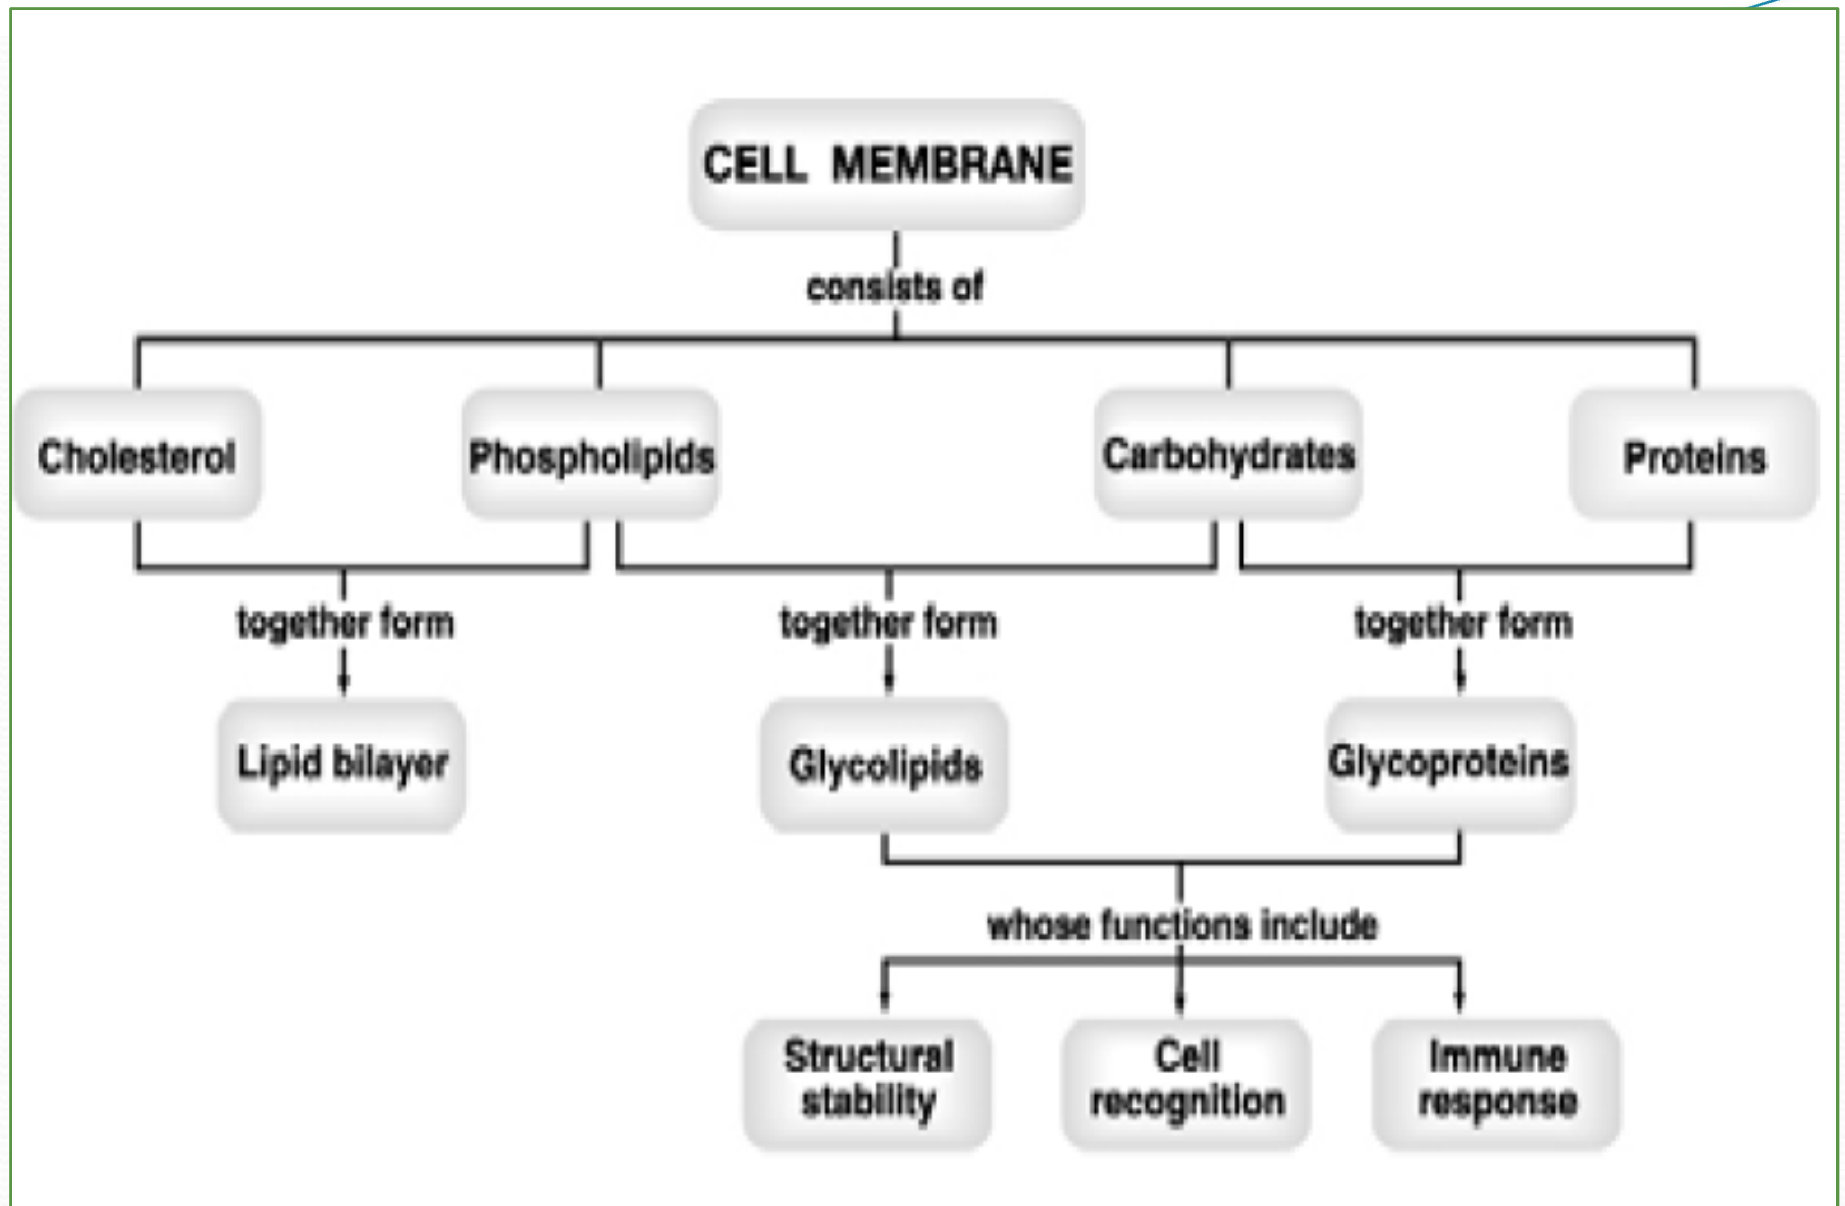 CELL MEMBRANE
consists of
Cholesterol
Phospholipids
Carbohydrates
Proteins
together form
together form
together form
Lipid bilayer
Glycolipids
Glycoproteins
whose functions include
Structural
stability
Cell
recognition
Immune
response